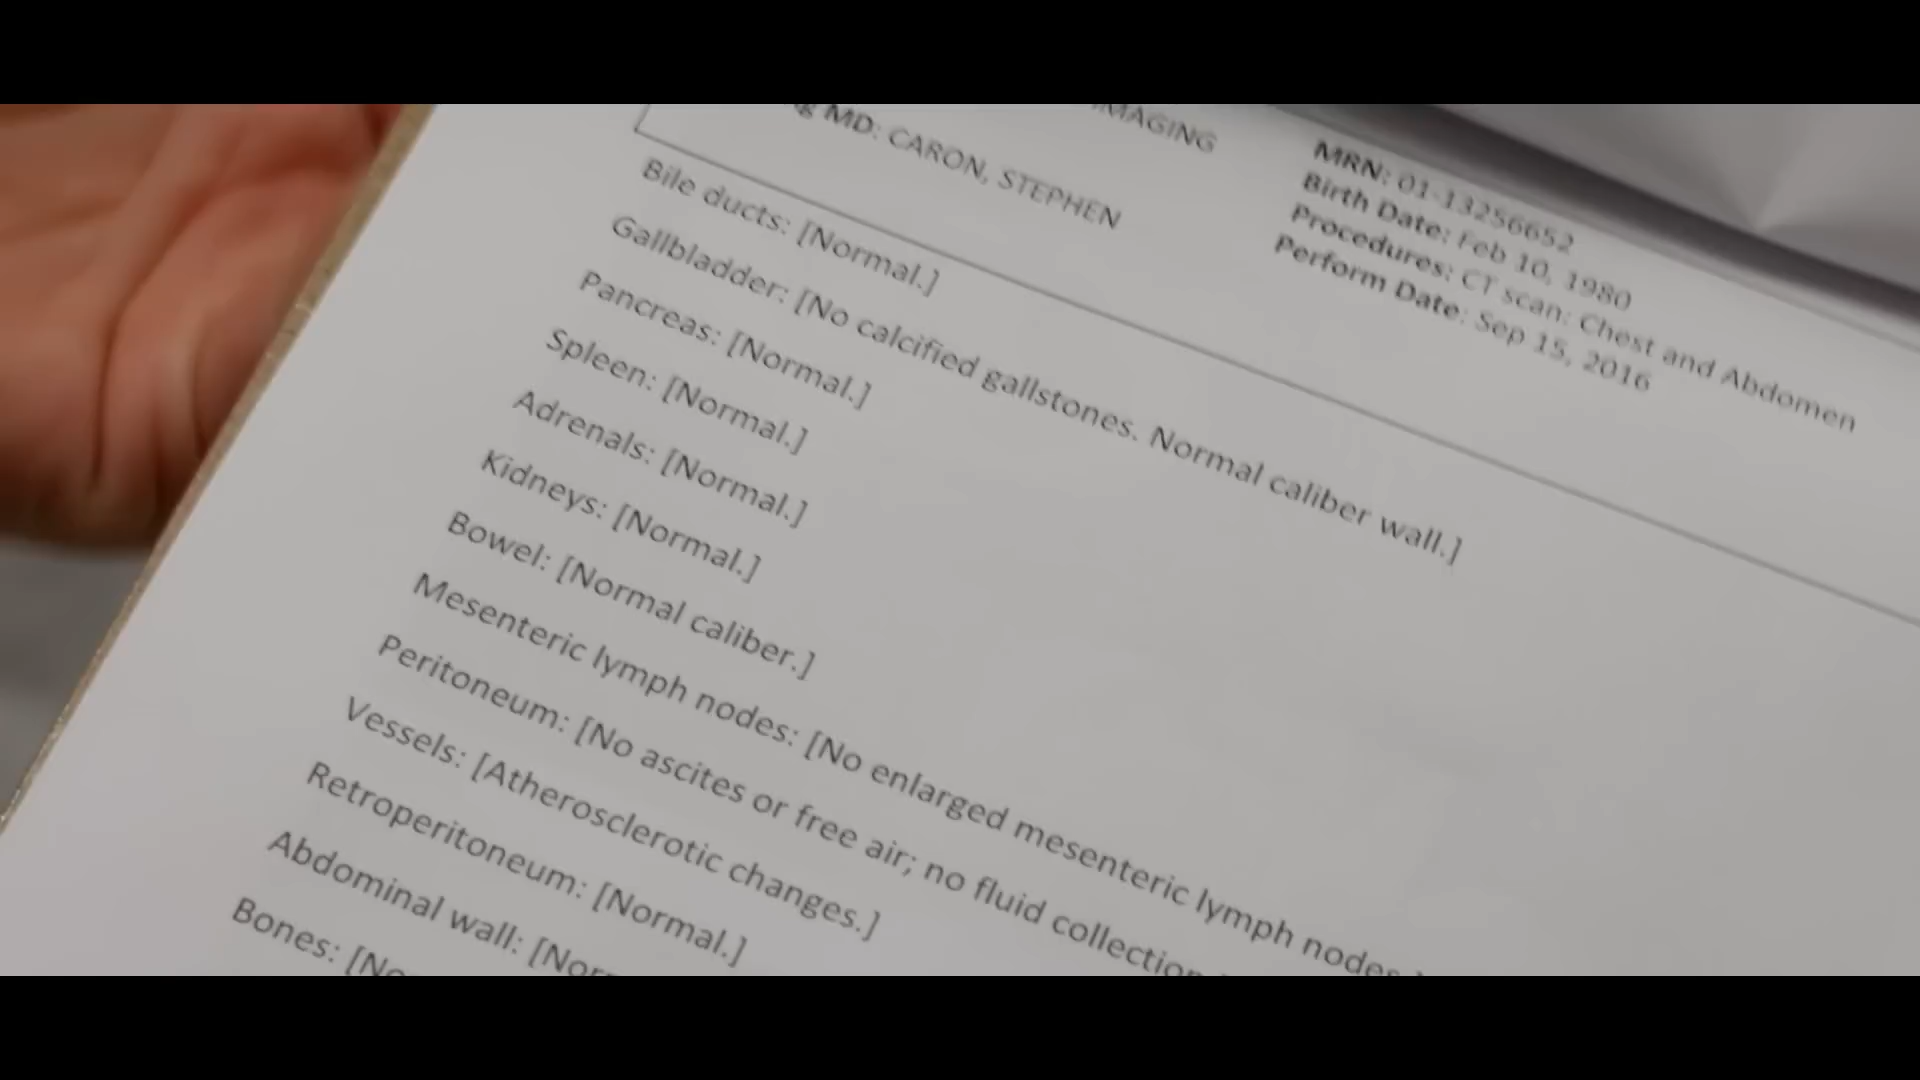 IMAGING
MD: CARON, STEPHEN
MRN: 01-13256652
Birth Date: Feb 10, 1980
Procedures: CT scan: Chest and Abdomen
Perform Date: Sep 15, 2016
Bile ducts: [Normal.]
Gallbladder: [No calcified gallstones. Normal caliber wall.]
Pancreas: [Normal.]
Spleen: [Normal.]
Adrenals: [Normal.]
Kidneys: [Normal.]
Bowel: [Normal caliber.]
Mesenteric lymph nodes: [No enlarged mesenteric lymph nodes.]
Peritoneum: [No ascites or free air; no fluid collection
Vessels: [Atherosclerotic changes.]
Retroperitoneum: [Normal.]
Abdominal wall: [Nor
Bones: [No